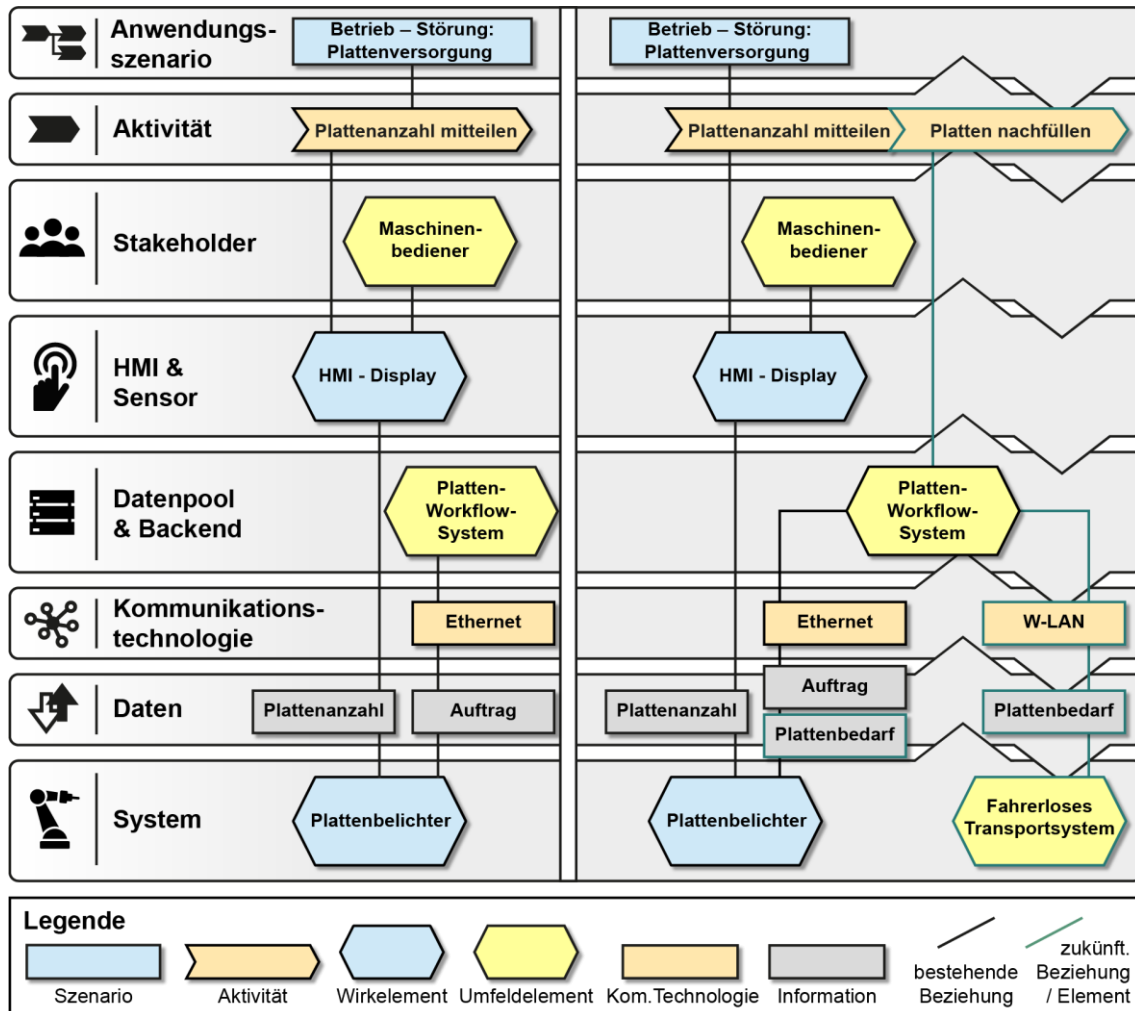 Anwendungs-
szenario
Betrieb – Störung:
Plattenversorgung
Betrieb – Störung:
Plattenversorgung
Aktivität
Plattenanzahl mitteilen
Plattenanzahl mitteilen
Platten nachfüllen
Stakeholder
Maschinen-
bediener
Maschinen-
bediener
HMI &
Sensor
HMI - Display
HMI - Display
Datenpool
& Backend
Platten-
Workflow-
System
Platten-
Workflow-
System
Kommunikations-
technologie
Ethernet
Ethernet
W-LAN
Daten
Plattenanzahl
Auftrag
Plattenanzahl
Auftrag
Plattenbedarf
Plattenbedarf
System
Plattenbelichter
Plattenbelichter
Fahrerloses
Transportsystem
Legende
Szenario
Aktivität
Wirkelement
Umfeldelement
Kom.Technologie
Information
bestehende
Beziehung
zukünft.
Beziehung
/ Element